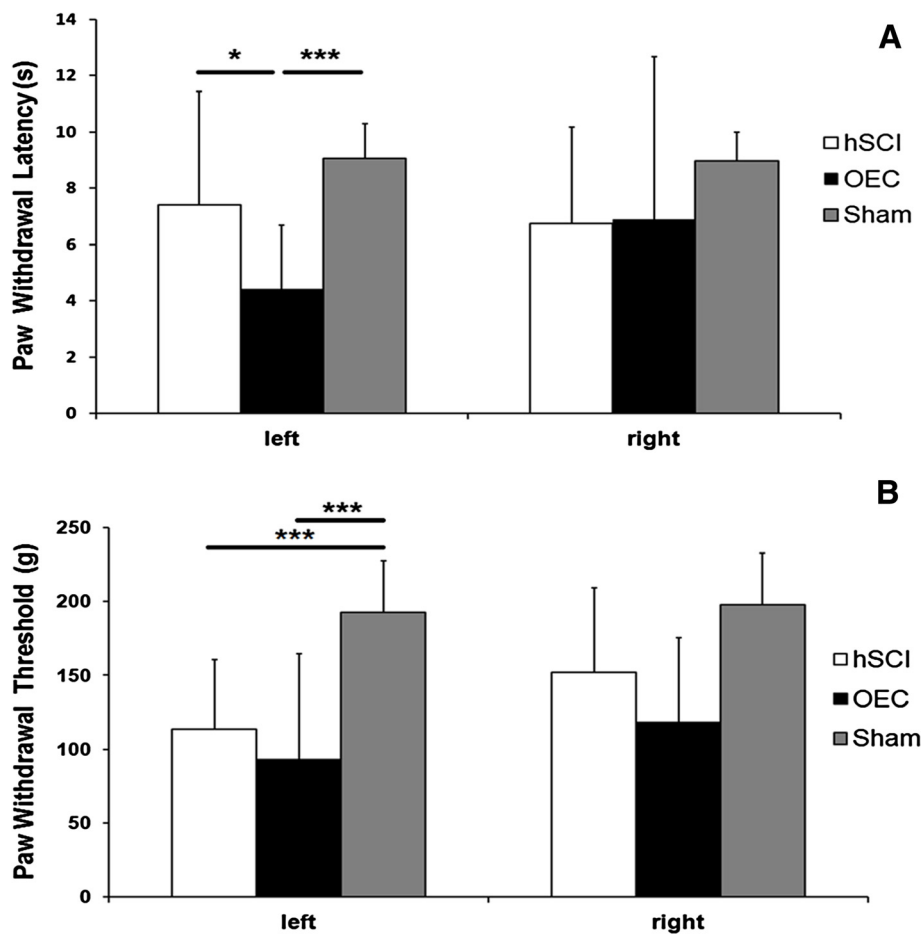 A
Paw Withdrawal Latency (s)
14
12
10
8
6
4
2
0
* ***
hSCI
OEC
Sham
left right
B
Paw Withdrawal Threshold (g)
250
200
150
100
50
0
***
***
hSCI
OEC
Sham
left right